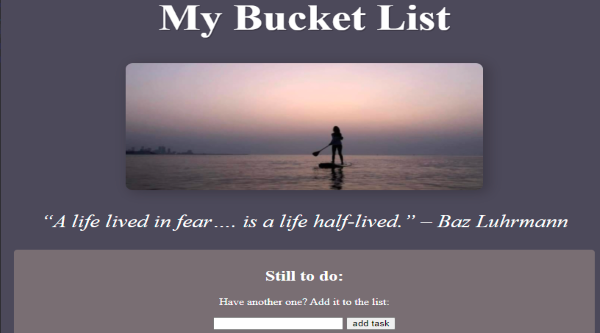 My Bucket List
“A life lived in fear…. is a life half-lived.” – Baz Luhrmann
Still to do:
Have another one? Add it to the list:
add task